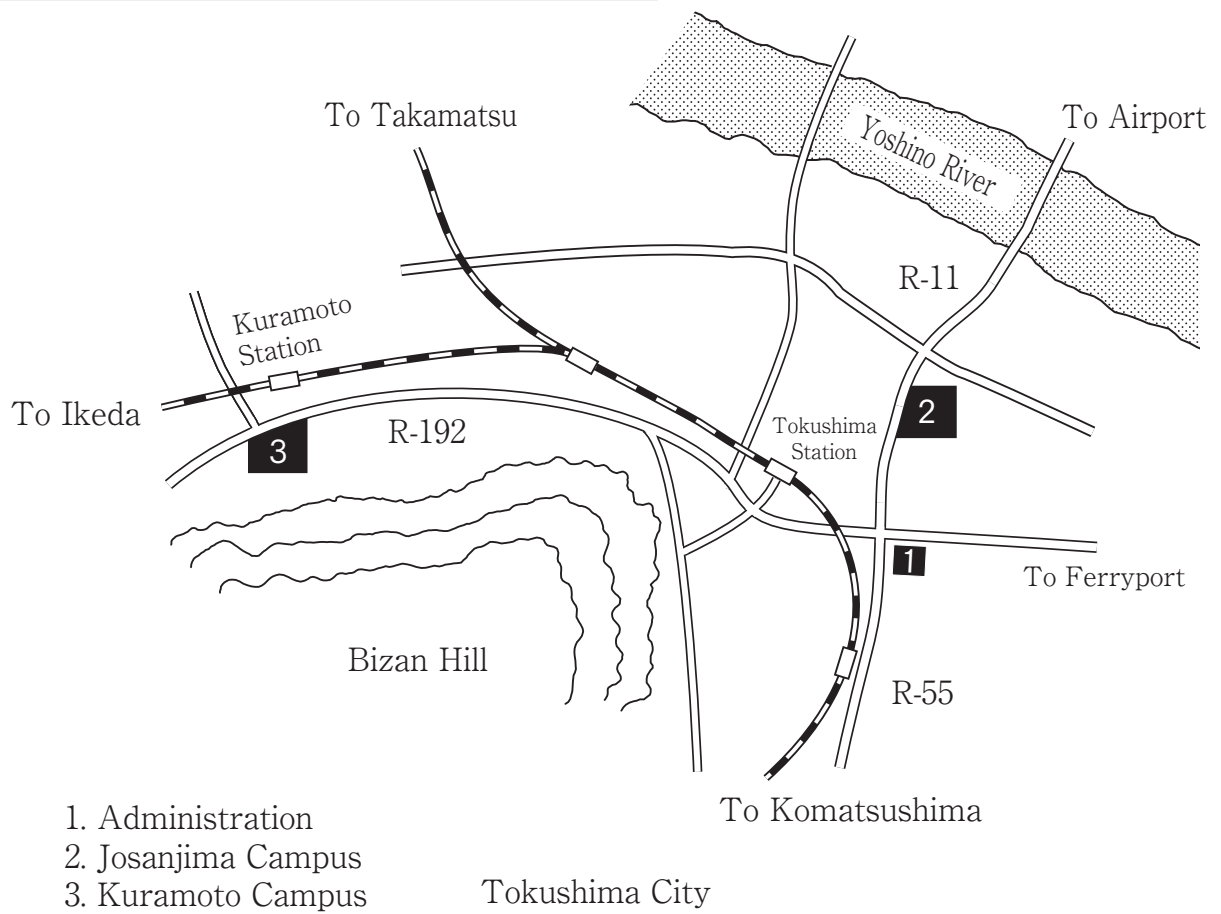 To Takamatsu
To Airport
Yoshino River
R-11
Kuramoto
Station
To Ikeda
R-192
2
3
Tokushima
Station
1
To Ferryport
Bizan Hill
R-55
To Komatsushima
1. Administration
2. Josanjima Campus
3. Kuramoto Campus
Tokushima City